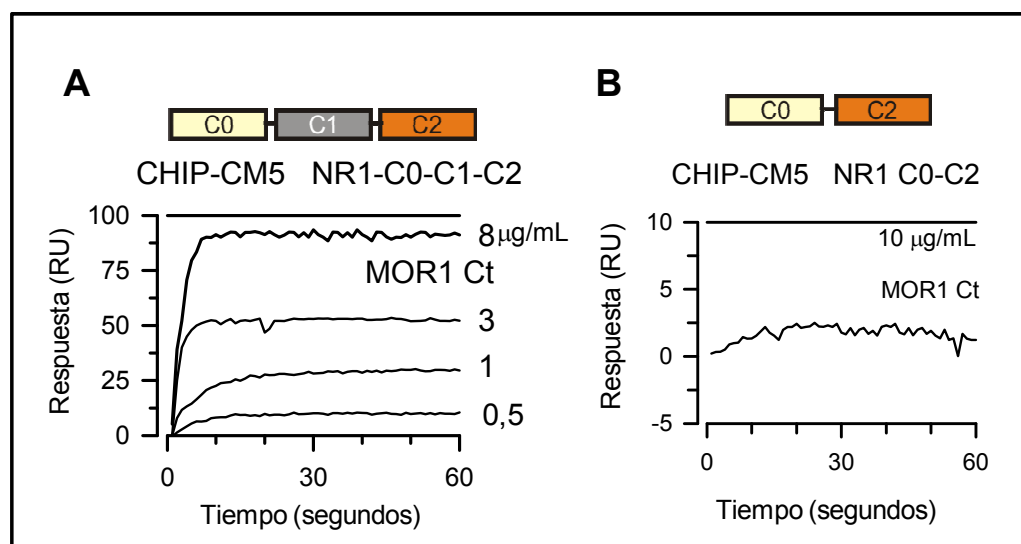 A
C0 C1 C2
CHIP-CM5 NR1-C0-C1-C2
100
75
50
25
0
Respuesta (RU)
8 µg/mL
MOR1 Ct
3
1
0,5
0 30 60
Tiempo (segundos)
B
C0 C2
CHIP-CM5 NR1 C0-C2
10
5
0
-5
Respuesta (RU)
10 µg/mL
MOR1 Ct
0 30 60
Tiempo (segundos)